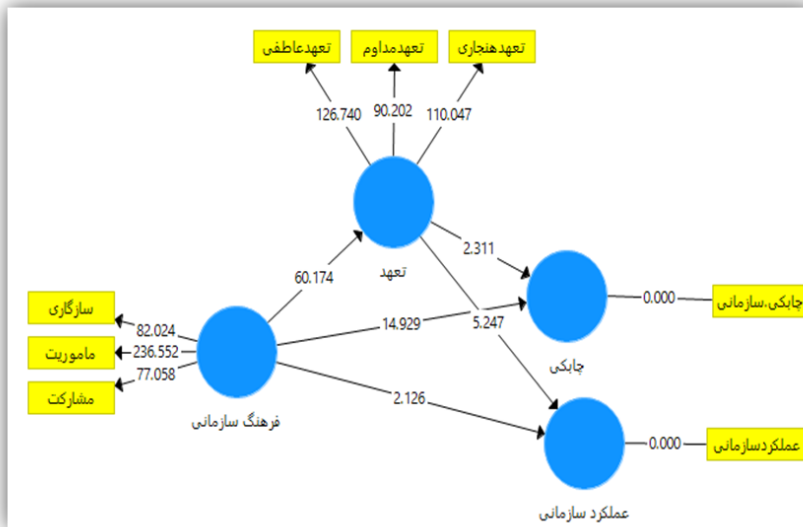 تعهدعاطفی
تعهدمداوم
تعهدهنجاری
126.740
90.202
110.047
تعهد
60.174
2.311
سازگاری
82.024
ماموریت
236.552
مشارکت
77.058
فرهنگ سازمانی
14.929
5.247
2.126
چابکی
0.000
چابکی،سازمانی
عملکرد سازمانی
0.000
عملکردسازمانی